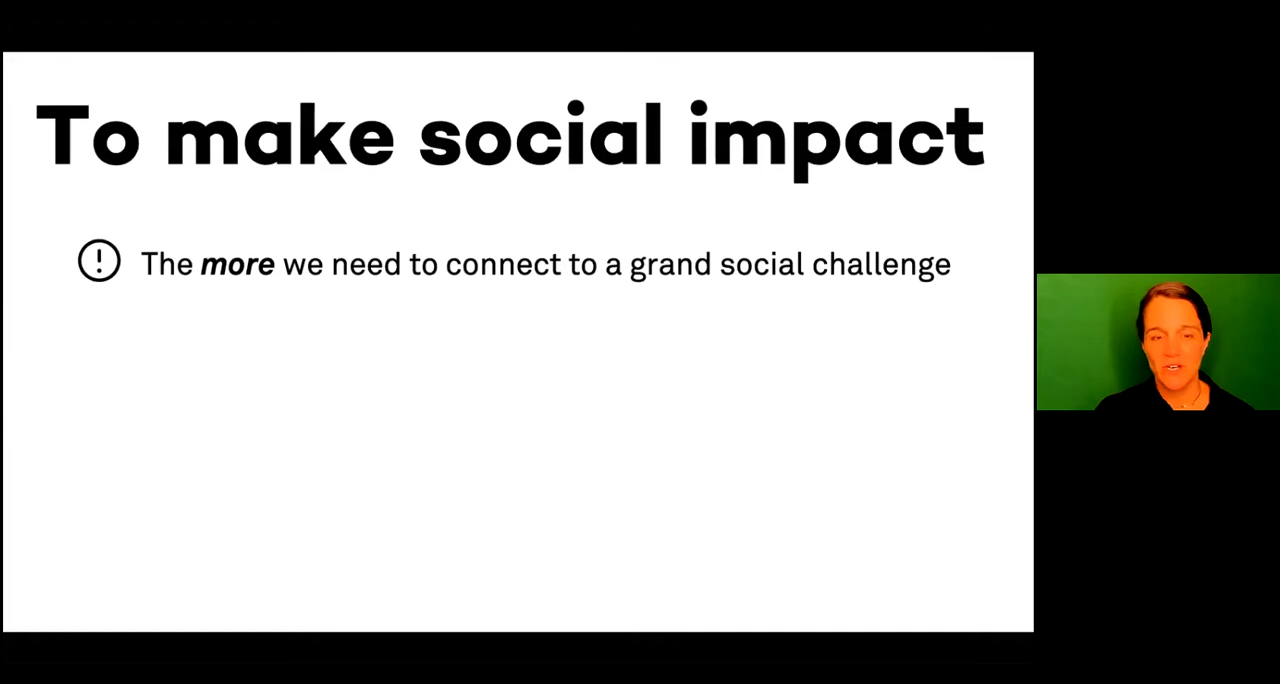 To make social impact
The more we need to connect to a grand social challenge